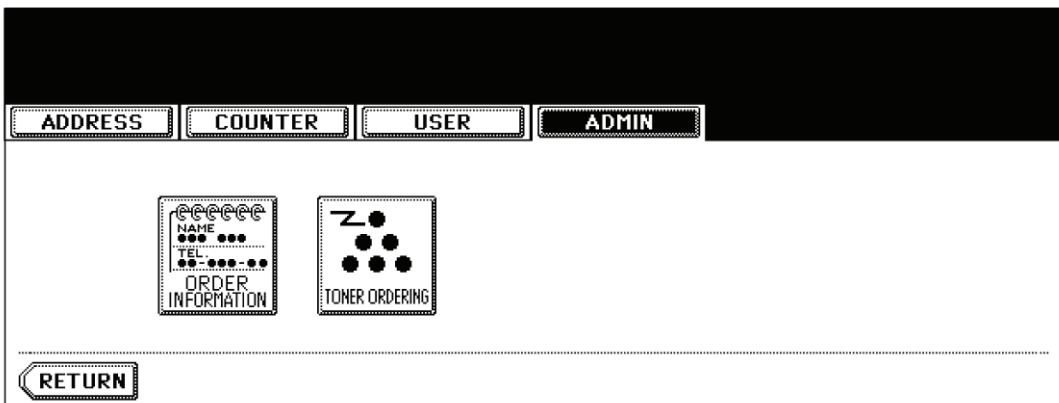 ADDRESS COUNTER USER ADMIN
NAME
TEL.
ORDER
INFORMATION
TONER ORDERING
RETURN